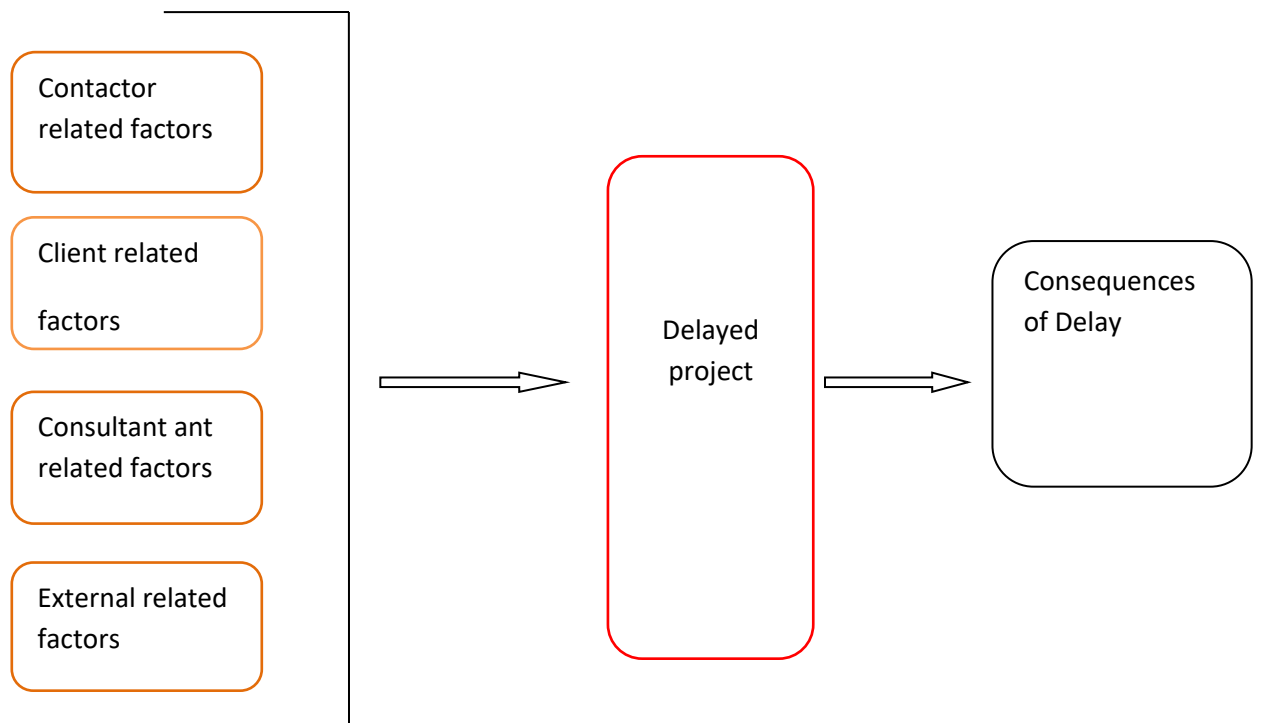 Contactor
related factors
Client related
factors
Consultant ant
related factors
External related
factors
Delayed
project
Consequences
of Delay